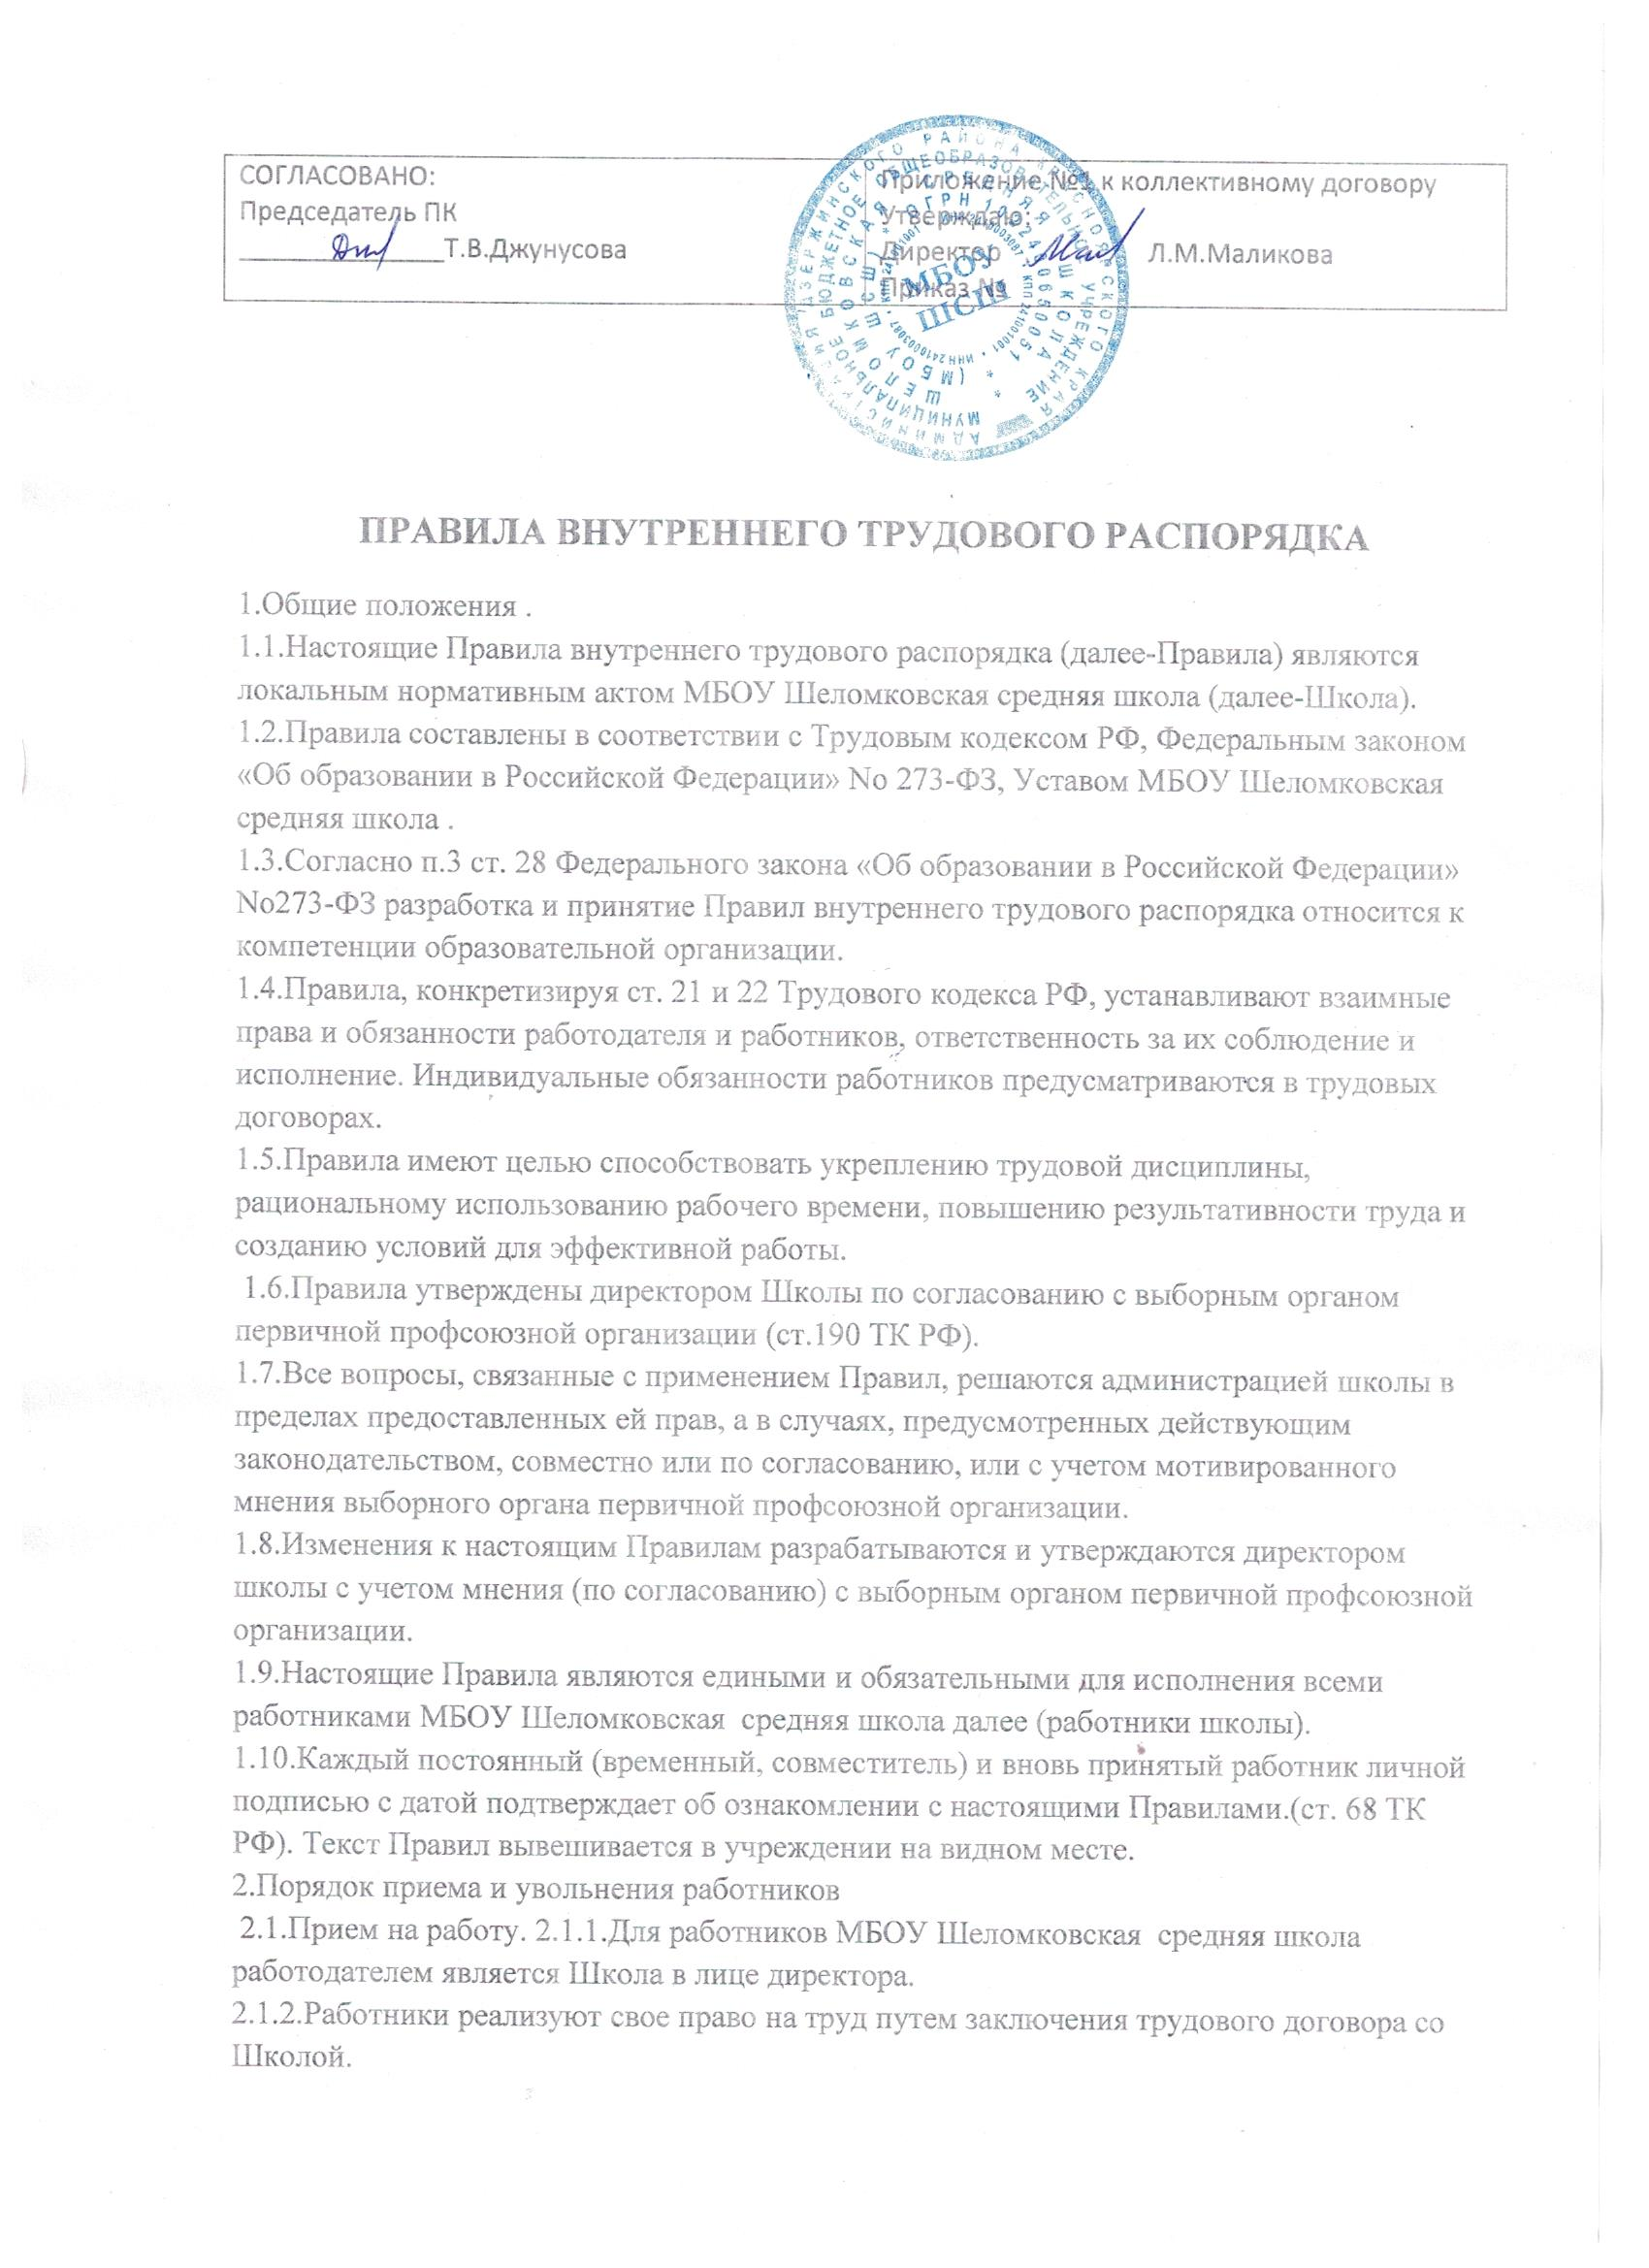 СОГЛАСОВАНО:
Председатель ПК
Т.В.Джунусова
Приложение №1 к коллективному договору
Утверждаю:
Директор Л.М.Маликова
Приказ №
МБОУ
ШСШ
ПРАВИЛА ВНУТРЕННЕГО ТРУДОВОГО РАСПОРЯДКА
1.Общие положения .
1.1.Настоящие Правила внутреннего трудового распорядка (далее-Правила) являются
локальным нормативным актом МБОУ Шеломковская средняя школа (далее-Школа).
1.2.Правила составлены в соответствии с Трудовым кодексом РФ, Федеральным законом
«Об образовании в Российской Федерации» No 273-ФЗ, Уставом МБОУ Шеломковская
средняя школа .
1.3.Согласно п.3 ст. 28 Федерального закона «Об образовании в Российской Федерации»
No273-ФЗ разработка и принятие Правил внутреннего трудового распорядка относится к
компетенции образовательной организации.
1.4.Правила, конкретизируя ст. 21 и 22 Трудового кодекса РФ, устанавливают взаимные
права и обязанности работодателя и работников, ответственность за их соблюдение и
исполнение. Индивидуальные обязанности работников предусматриваются в трудовых
договорах.
1.5.Правила имеют целью способствовать укреплению трудовой дисциплины,
рациональному использованию рабочего времени, повышению результативности труда и
созданию условий для эффективной работы.
1.6.Правила утверждены директором Школы по согласованию с выборным органом
первичной профсоюзной организации (ст.190 ТК РФ).
1.7.Все вопросы, связанные с применением Правил, решаются администрацией школы в
пределах предоставленных ей прав, а в случаях, предусмотренных действующим
законодательством, совместно или по согласованию, или с учетом мотивированного
мнения выборного органа первичной профсоюзной организации.
1.8.Изменения к настоящим Правилам разрабатываются и утверждаются директором
школы с учетом мнения (по согласованию) с выборным органом первичной профсоюзной
организации.
1.9.Настоящие Правила являются едиными и обязательными для исполнения всеми
работниками МБОУ Шеломковская средняя школа далее (работники школы).
1.10.Каждый постоянный (временный, совместитель) и вновь принятый работник личной
подписью с датой подтверждает об ознакомлении с настоящими Правилами.(ст. 68 ТК
РФ). Текст Правил вывешивается в учреждении на видном месте.
2.Порядок приема и увольнения работников
2.1.Прием на работу. 2.1.1.Для работников МБОУ Шеломковская средняя школа
работодателем является Школа в лице директора.
2.1.2.Работники реализуют свое право на труд путем заключения трудового договора со
Школой.